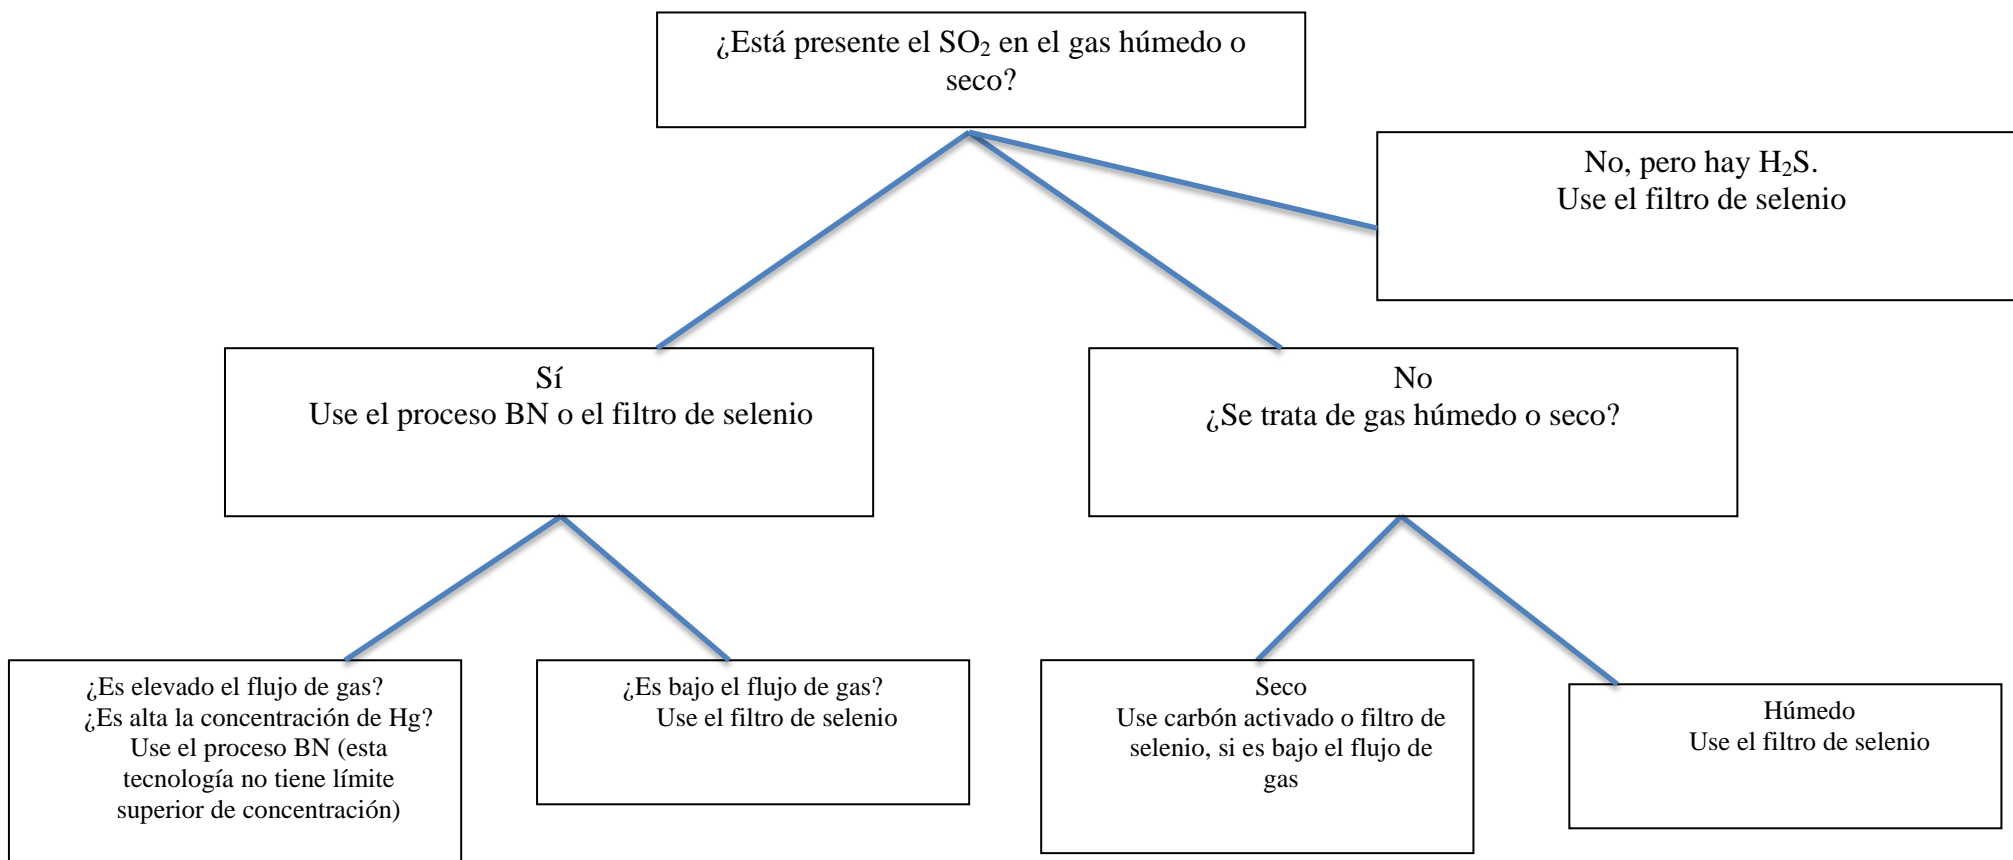 ¿Está presente el SO₂ en el gas húmedo o
seco?
No, pero hay H₂S.
Use el filtro de selenio
Sí
Use el proceso BN o el filtro de selenio
No
¿Se trata de gas húmedo o seco?
¿Es elevado el flujo de gas?
¿Es alta la concentración de Hg?
Use el proceso BN (esta
tecnología no tiene límite
superior de concentración)
¿Es bajo el flujo de gas?
Use el filtro de selenio
Seco
Use carbón activado o filtro de
selenio, si es bajo el flujo de
gas
Húmedo
Use el filtro de selenio